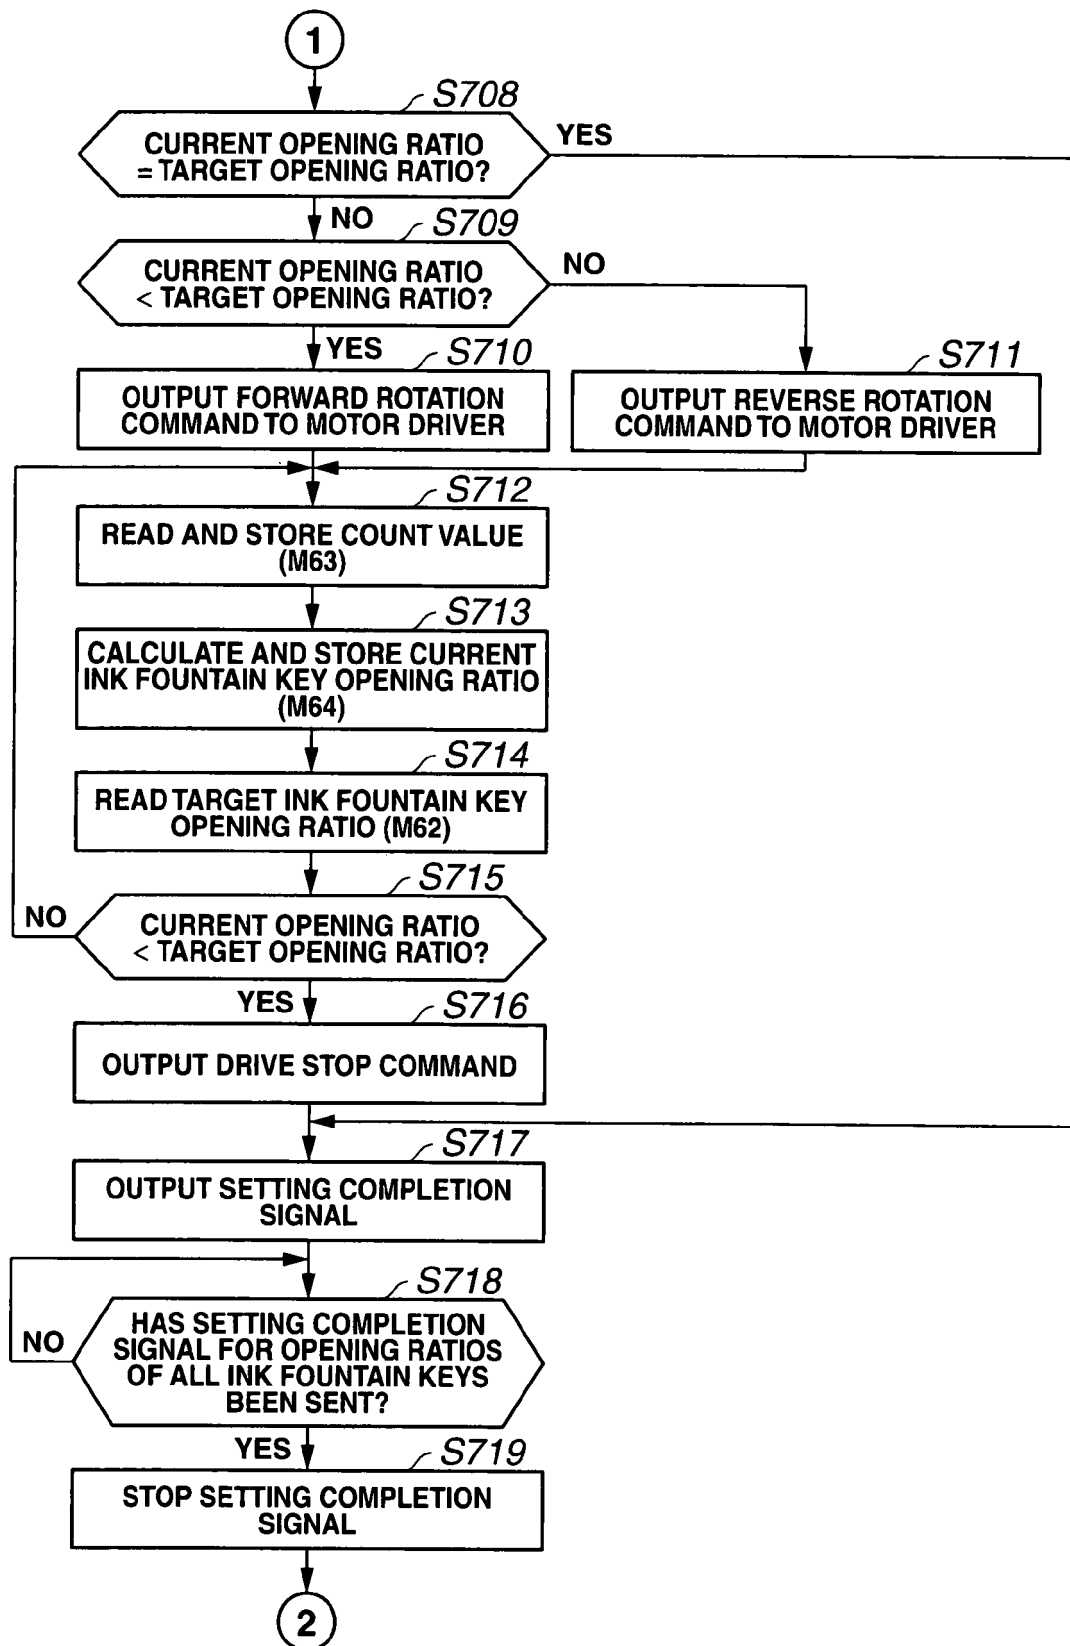 1
S708
CURRENT OPENING RATIO
= TARGET OPENING RATIO?
YES
NO
S709
CURRENT OPENING RATIO
< TARGET OPENING RATIO?
NO
YES
S710
OUTPUT FORWARD ROTATION
COMMAND TO MOTOR DRIVER
S711
OUTPUT REVERSE ROTATION
COMMAND TO MOTOR DRIVER
S712
READ AND STORE COUNT VALUE
(M63)
S713
CALCULATE AND STORE CURRENT
INK FOUNTAIN KEY OPENING RATIO
(M64)
S714
READ TARGET INK FOUNTAIN KEY
OPENING RATIO (M62)
S715
CURRENT OPENING RATIO
< TARGET OPENING RATIO?
NO
YES
S716
OUTPUT DRIVE STOP COMMAND
S717
OUTPUT SETTING COMPLETION
SIGNAL
S718
HAS SETTING COMPLETION
SIGNAL FOR OPENING RATIOS
OF ALL INK FOUNTAIN KEYS
BEEN SENT?
NO
YES
S719
STOP SETTING COMPLETION
SIGNAL
2